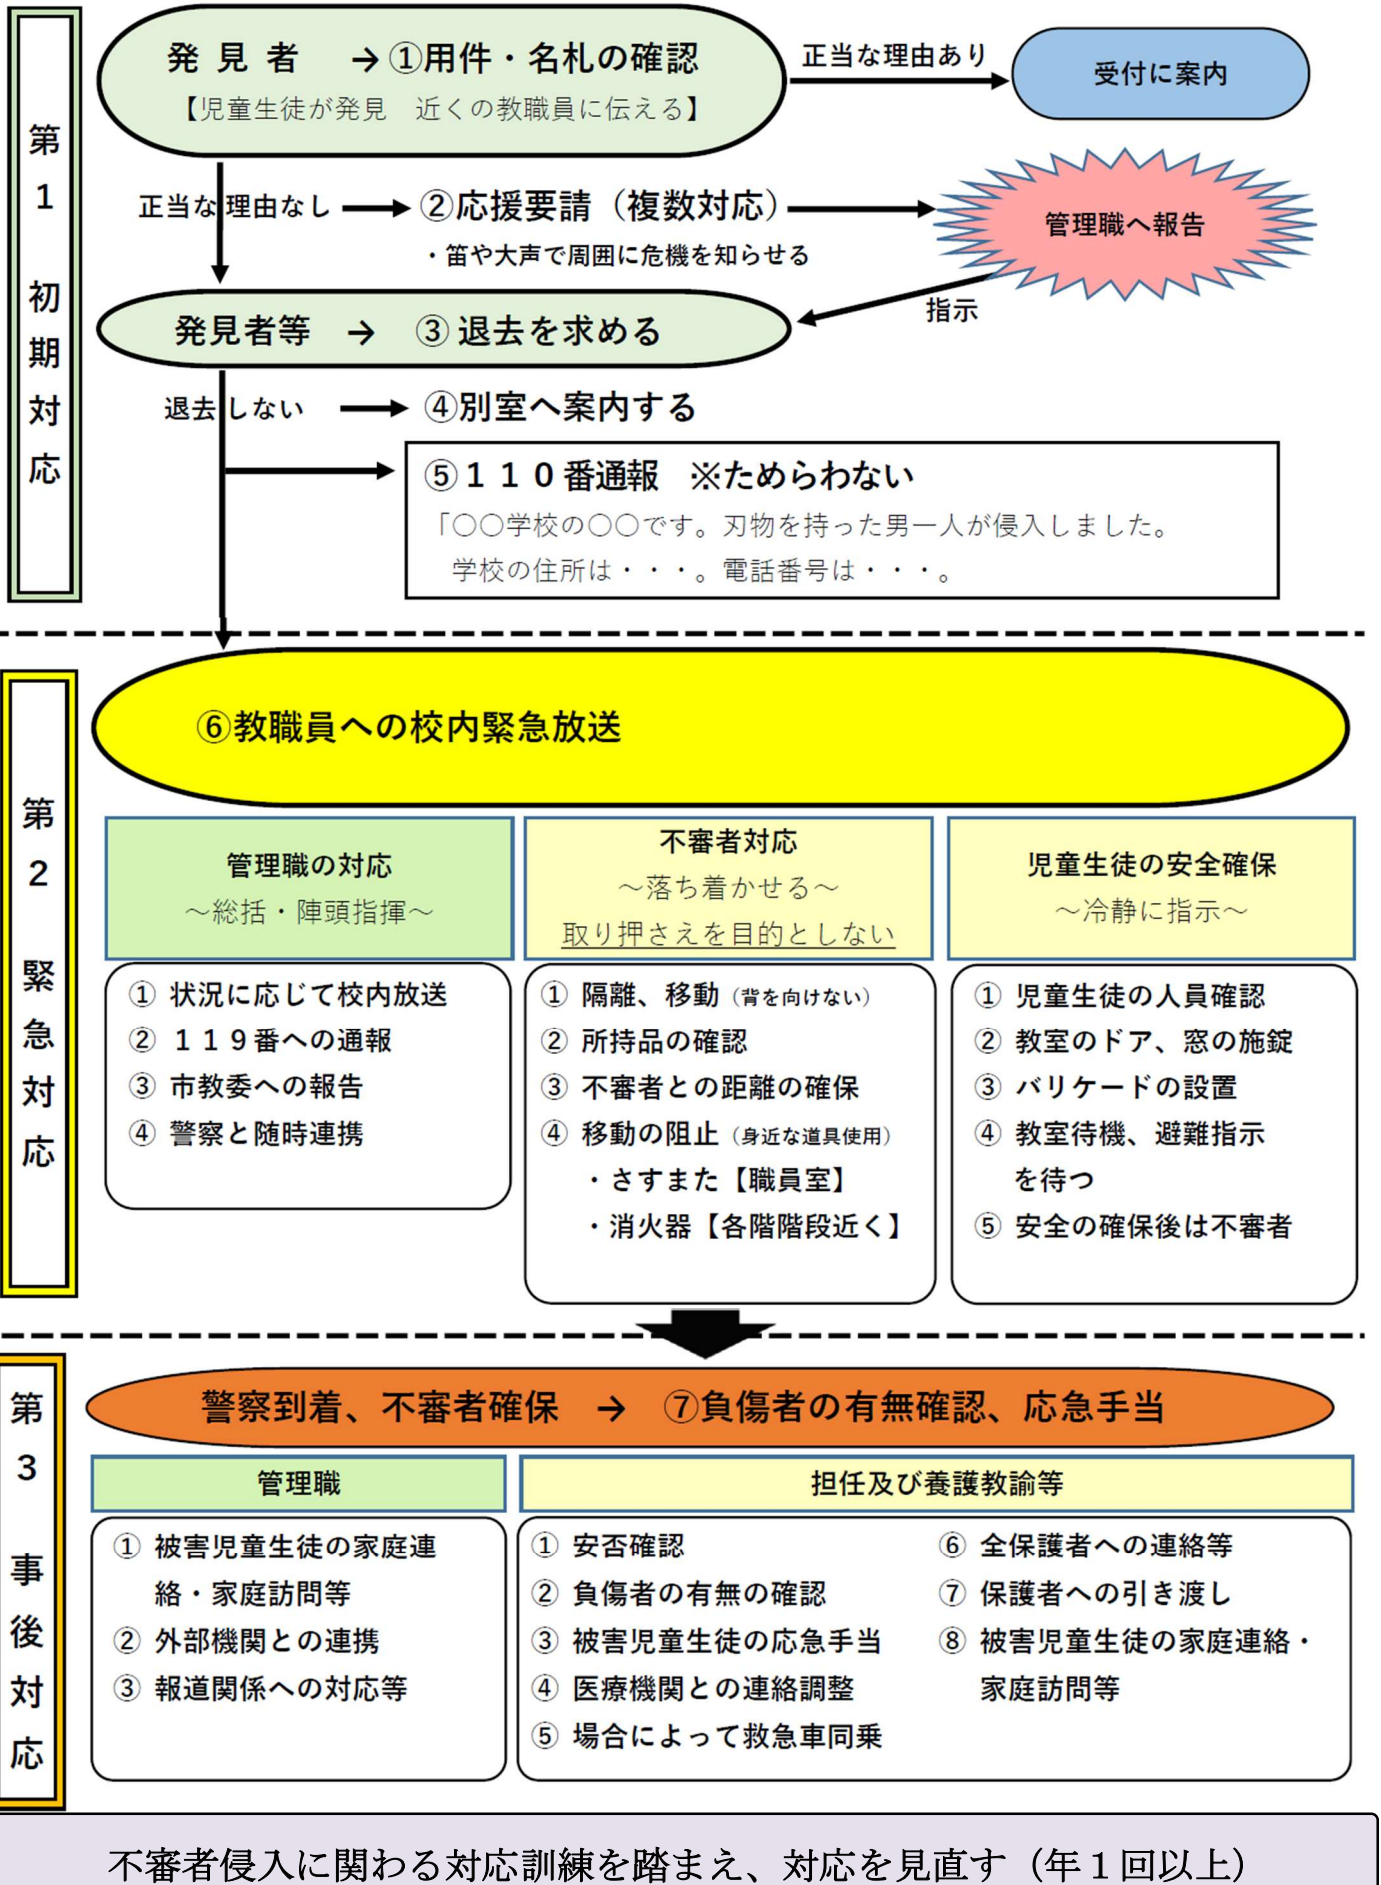 第1 初期対応
発見者 →①用件・名札の確認
【児童生徒が発見 近くの教職員に伝える】
正当な理由あり
受付に案内
正当な理由なし
②応援要請（複数対応）
・笛や大声で周囲に危機を知らせる
管理職へ報告
指示
発見者等 → ③退去を求める
退去しない
④別室へ案内する
⑤110番通報 ※ためらわない
「〇〇学校の〇〇です。刃物を持った男一人が侵入しました。
学校の住所は・・・。電話番号は・・・。
第2 緊急対応
⑥教職員への校内緊急放送
管理職の対応
～総括・陣頭指揮～
① 状況に応じて校内放送
② 119番への通報
③ 市教委への報告
④ 警察と随時連携
不審者対応
～落ち着かせる～
取り押さえを目的としない
① 隔離、移動（背を向けない）
② 所持品の確認
③ 不審者との距離の確保
④ 移動の阻止（身近な道具使用）
・さすまた【職員室】
・消火器【各階階段近く】
児童生徒の安全確保
～冷静に指示～
① 児童生徒の人員確認
② 教室のドア、窓の施錠
③ バリケードの設置
④ 教室待機、避難指示
を待つ
⑤ 安全の確保後は不審者
第3 事後対応
警察到着、不審者確保 → ⑦負傷者の有無確認、応急手当
管理職
① 被害児童生徒の家庭連
絡・家庭訪問等
② 外部機関との連携
③ 報道関係への対応等
担任及び養護教諭等
① 安否確認
② 負傷者の有無の確認
③ 被害児童生徒の応急手当
④ 医療機関との連絡調整
⑤ 場合によって救急車同乗
⑥ 全保護者への連絡等
⑦ 保護者への引き渡し
⑧ 被害児童生徒の家庭連絡・
家庭訪問等
不審者侵入に関わる対応訓練を踏まえ、対応を見直す（年１回以上）